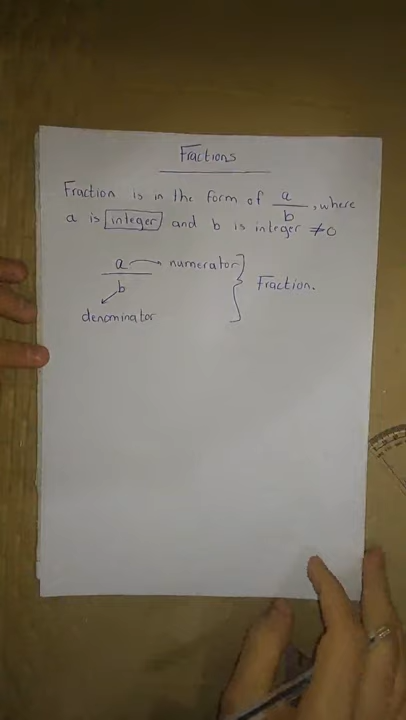 Fractions
Fraction is in the form of a/b, where
a is integer and b is integer ≠0
a → numerator
b
denominator
Fraction.